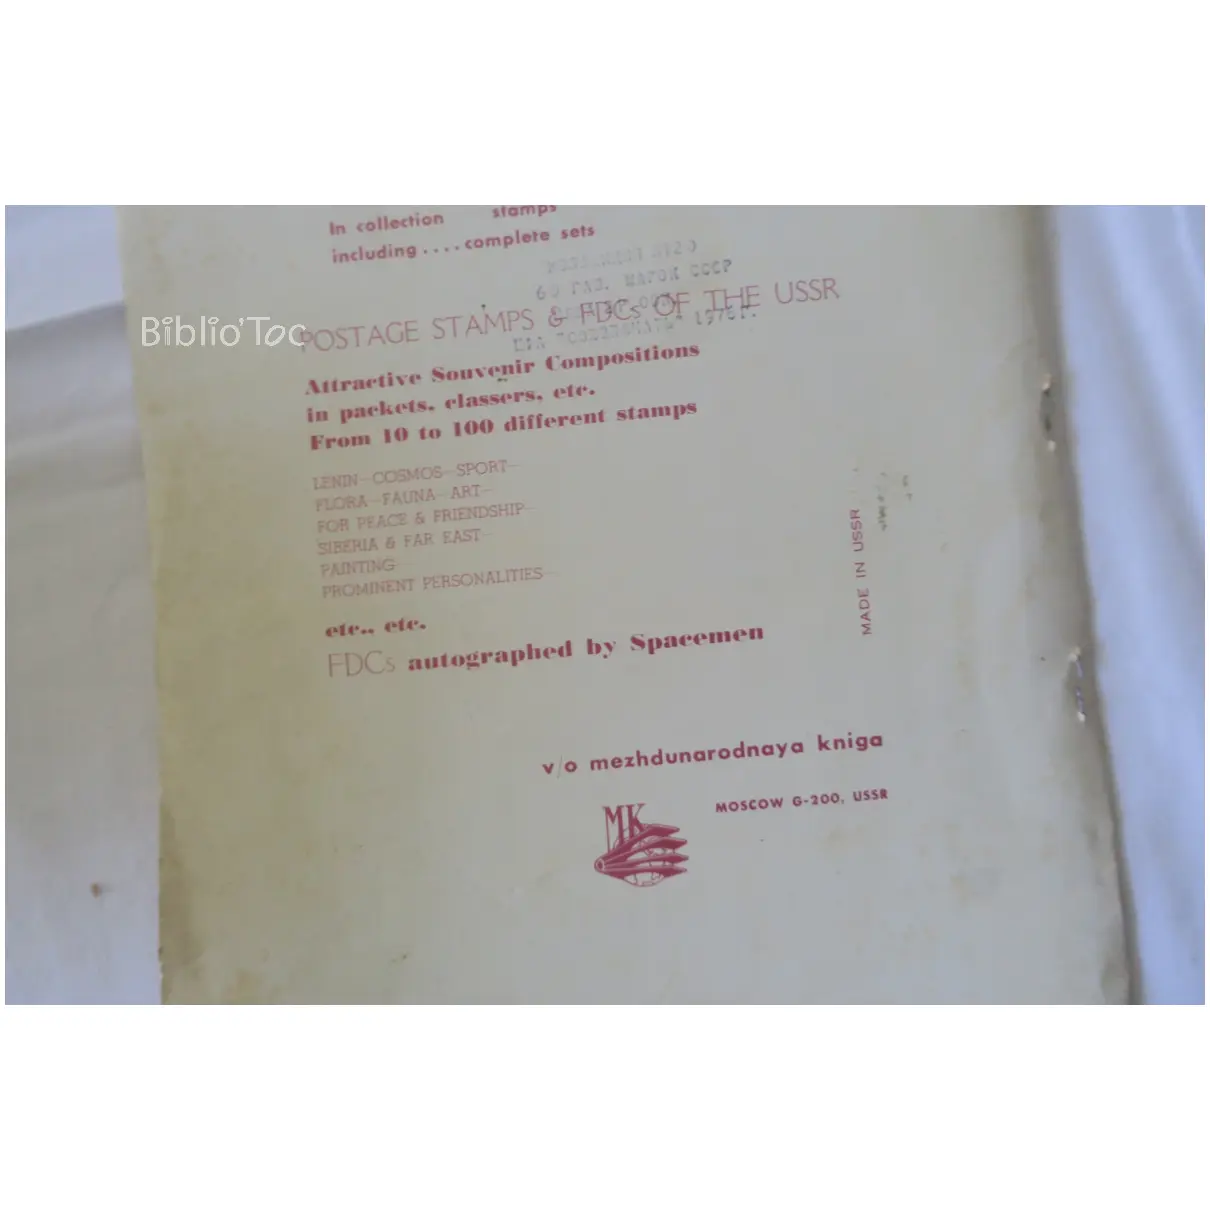 In collection stamps
including .... complete sets
60 ГАШ. МАРОК СССР
1978Г.
Biblio'Toc
POSTAGE STAMPS & FDCs OF THE USSR
Attractive Souvenir Compositions
in packets, classers, etc.
From 10 to 100 different stamps
LENIN—COSMOS—SPORT—
FLORA—FAUNA—ART—
FOR PEACE & FRIENDSHIP—
SIBERIA & FAR EAST—
PAINTING—
PROMINENT PERSONALITIES—
etc., etc.
FDCs autographed by Spacemen
MADE IN USSR
v/o mezhdunarodnaya kniga
MOSCOW G-200, USSR
MK